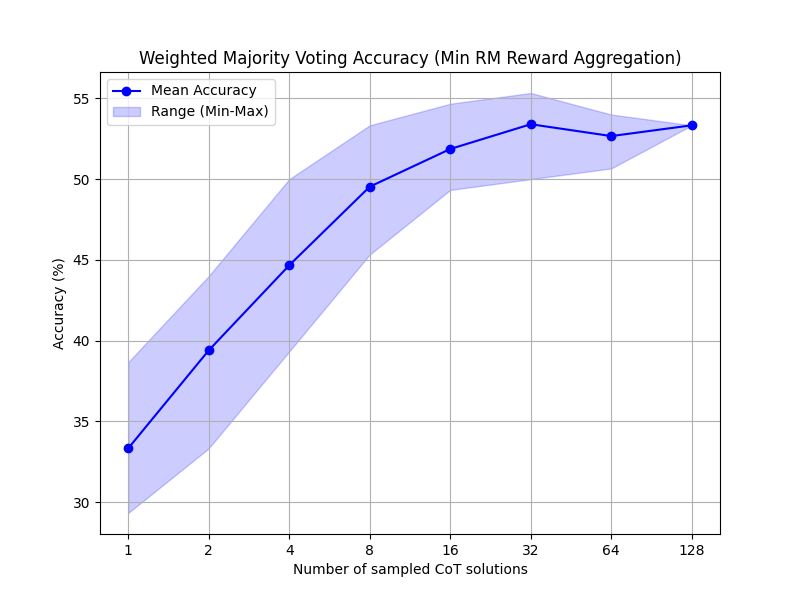 Weighted Majority Voting Accuracy (Min RM Reward Aggregation)
Mean Accuracy
Range (Min-Max)
Accuracy (%)
55
50
45
40
35
30
1 2 4 8 16 32 64 128
Number of sampled CoT solutions